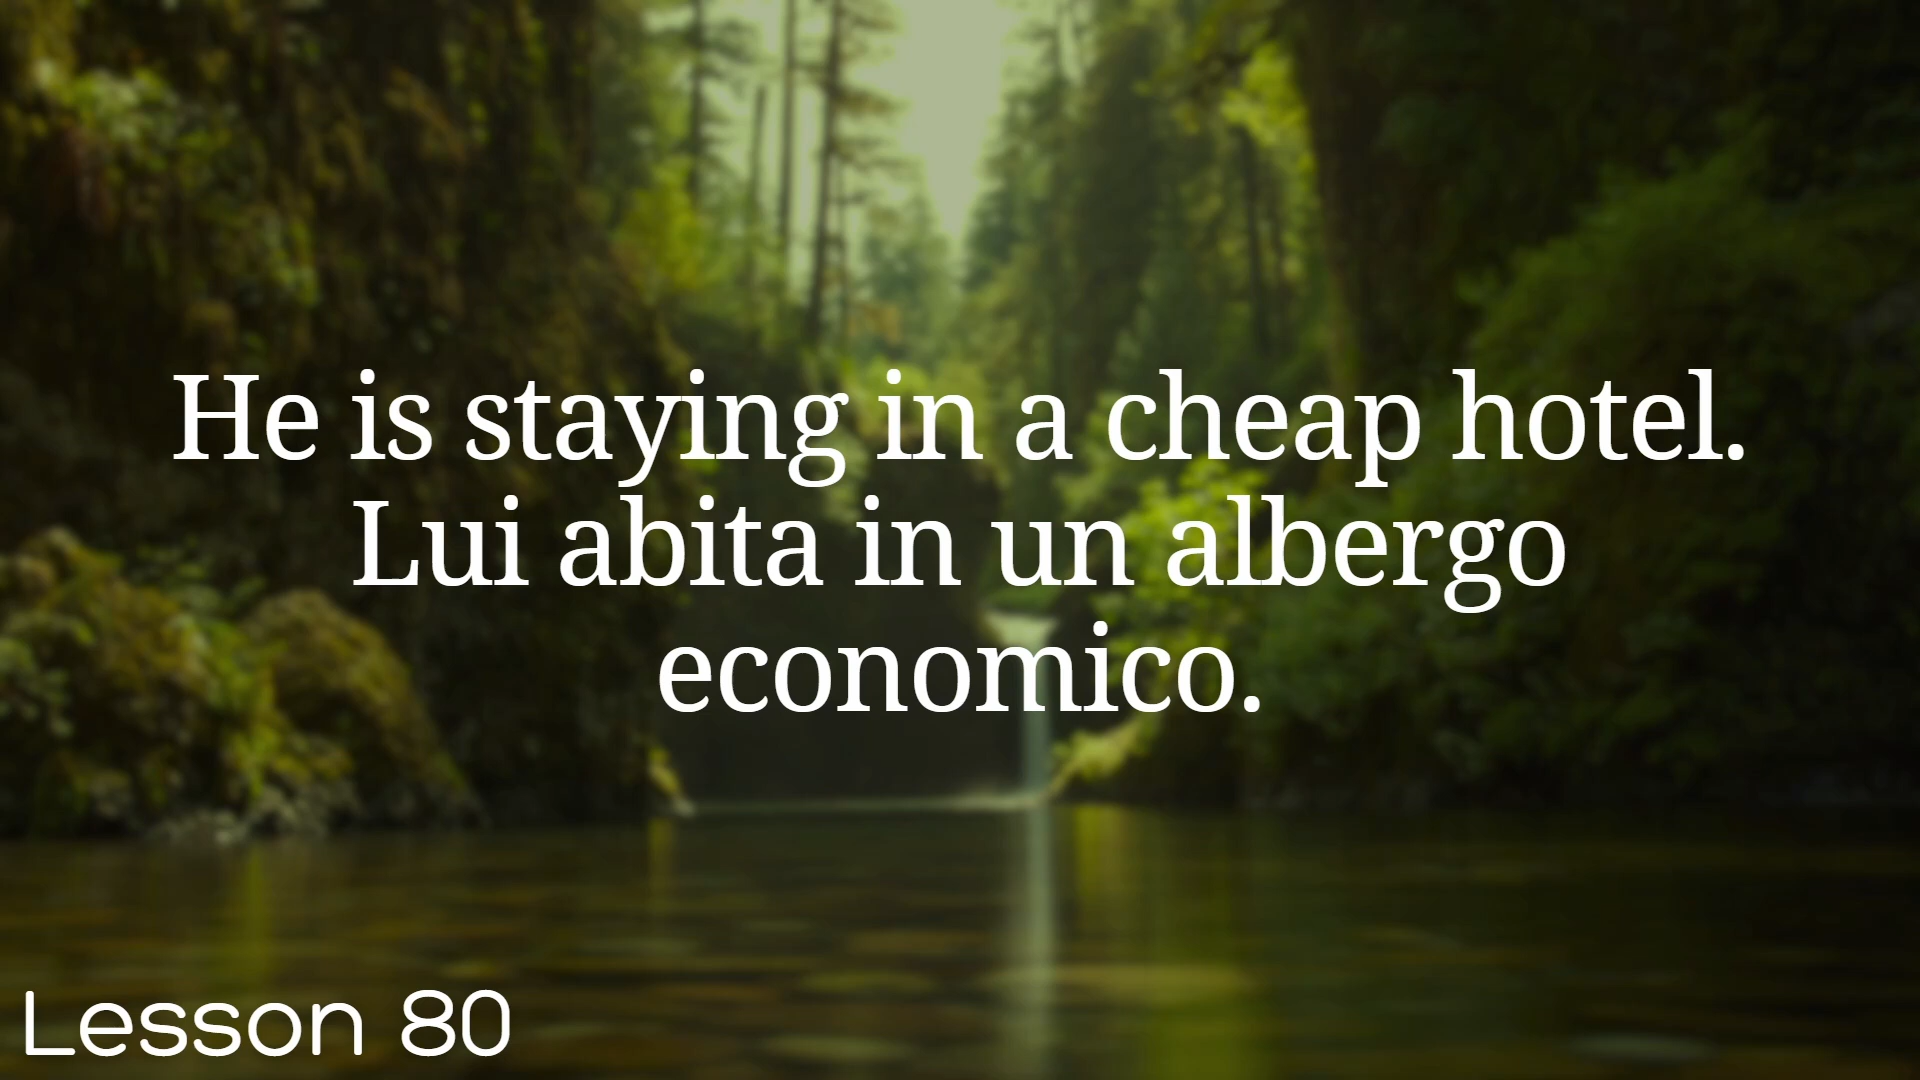 He is staying in a cheap hotel.
Lui abita in un albergo
economico.
Lesson 80